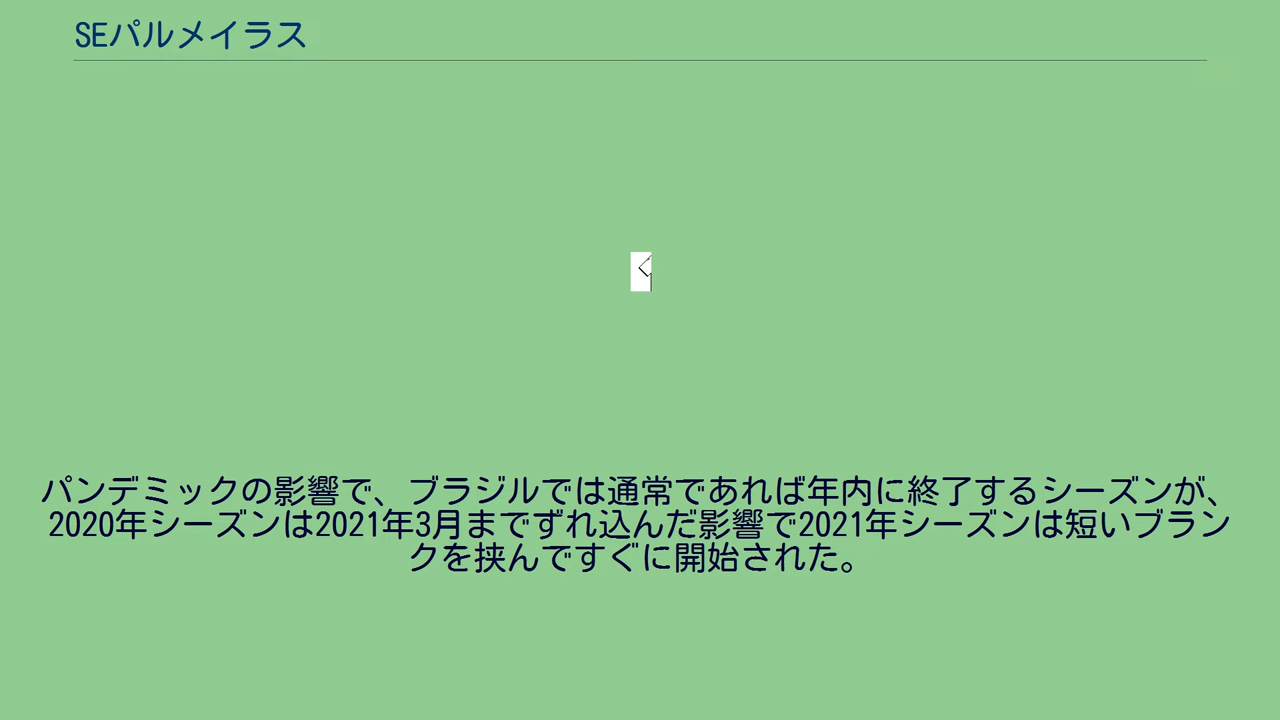 SEパルメイラス
パンデミックの影響で、ブラジルでは通常であれば年内に終了するシーズンが、
2020年シーズンは2021年3月までずれ込んだ影響で2021年シーズンは短いブラン
クを挟んですぐに開始された。